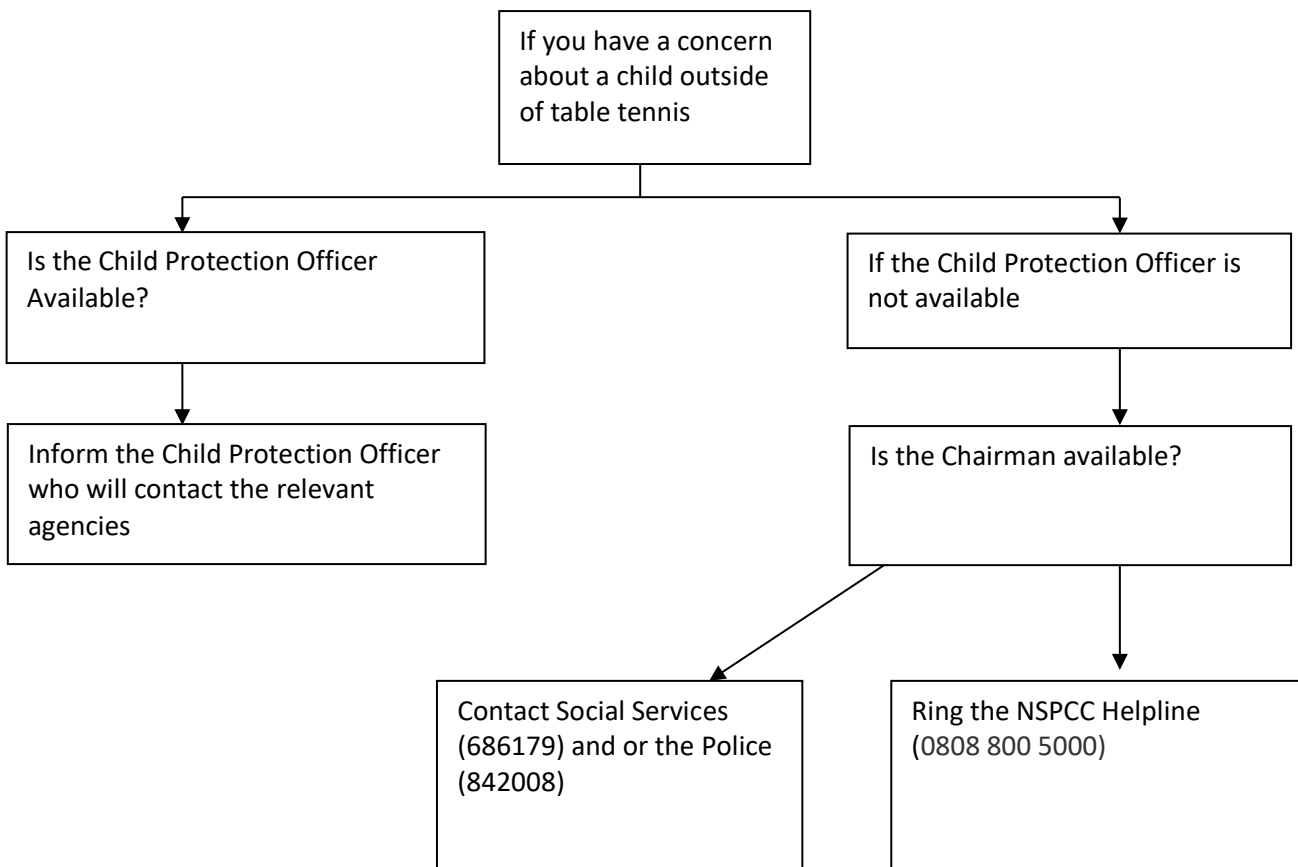 If you have a concern
about a child outside
of table tennis
Is the Child Protection Officer
Available?
If the Child Protection Officer is
not available
Inform the Child Protection Officer
who will contact the relevant
agencies
Is the Chairman available?
Contact Social Services
(686179) and or the Police
(842008)
Ring the NSPCC Helpline
(0808 800 5000)